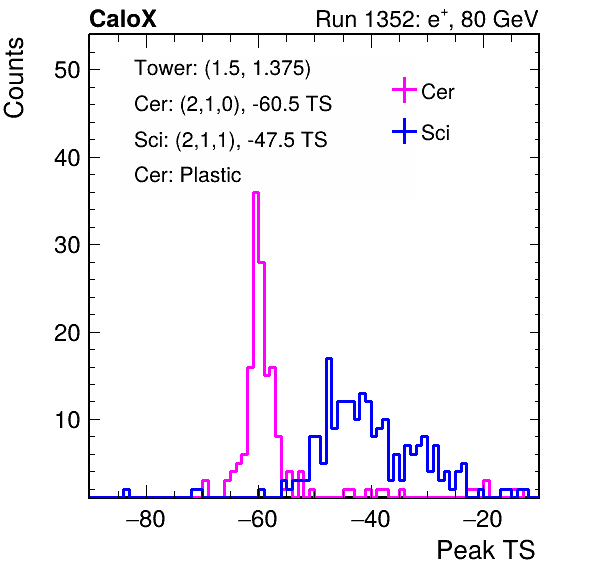 CaloX Run 1352: e⁺, 80 GeV
Counts
Tower: (1.5, 1.375)
Cer: (2,1,0), -60.5 TS
Sci: (2,1,1), -47.5 TS
Cer: Plastic
Cer
Sci
50
40
30
20
10
−80 −60 −40 −20
Peak TS